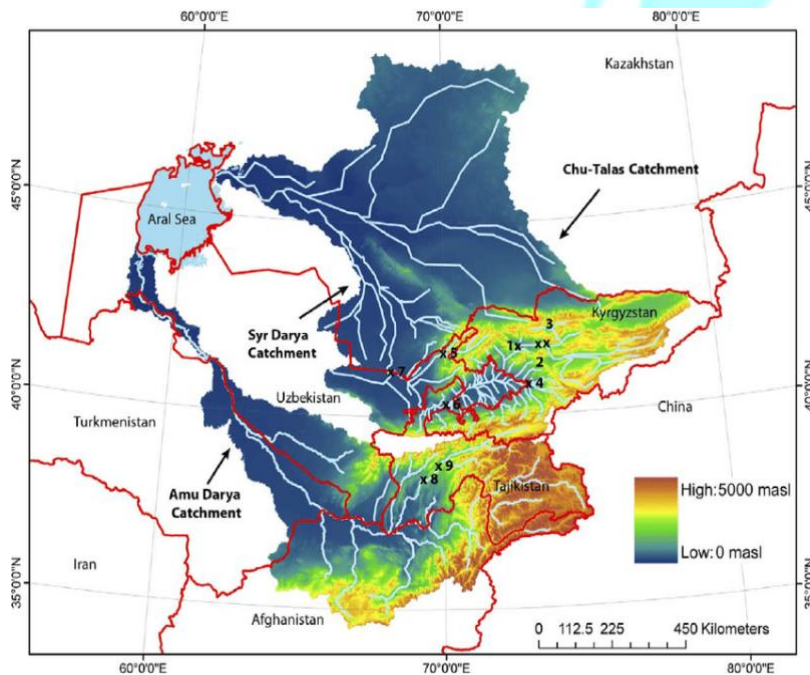 60°0'0"E
70°0'0"E
80°0'0"E
Kazakhstan
Chu-Talas Catchment
45°0'0"N
45°0'0"N
Aral Sea
Kyrgyzstan
3
1x xx
Syr Darya
Catchment
x 5
2
x 7
x 4
40°0'0"N
40°0'0"N
Uzbekistan
x 6
China
Turkmenistan
x 9
x 8
Tajikistan
High: 5000 masl
Amu Darya
Catchment
Low: 0 masl
Iran
35°0'0"N
35°0'0"N
Afghanistan
0 112.5 225 450 Kilometers
60°0'0"E
70°0'0"E
80°0'0"E